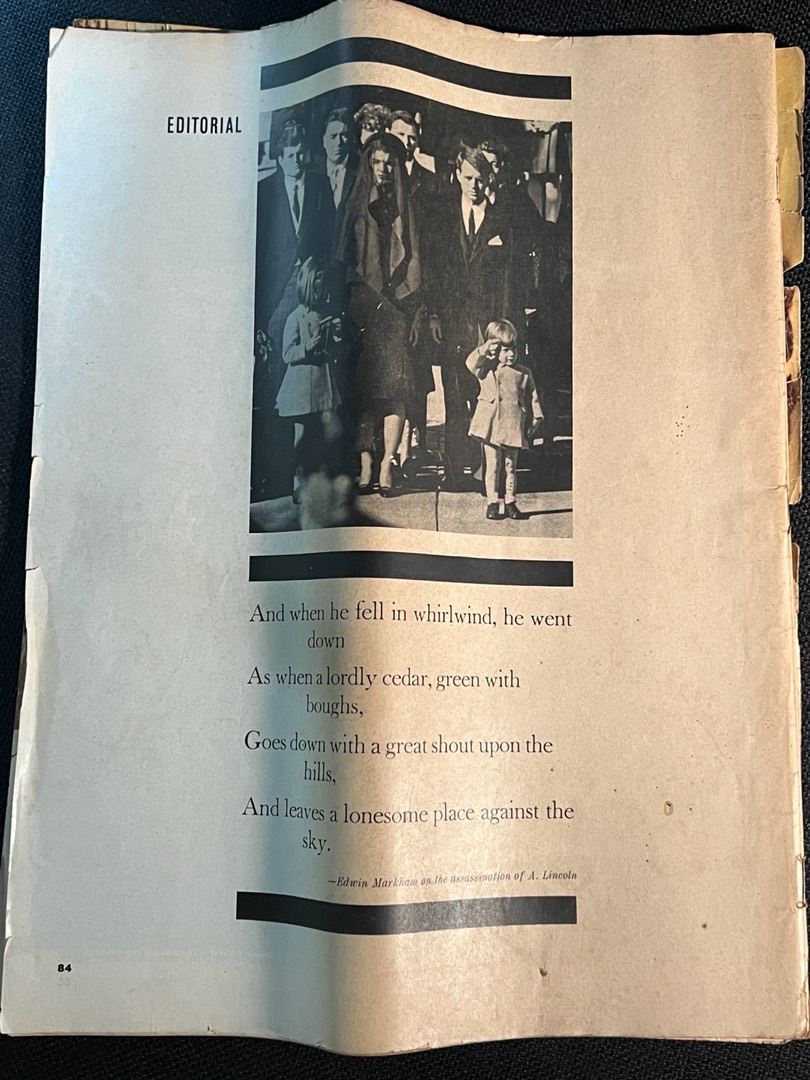 EDITORIAL
And when he fell in whirlwind, he went
down
As when a lordly cedar, green with
boughs,
Goes down with a great shout upon the
hills,
And leaves a lonesome place against the
sky.
—Edwin Markham on the assassination of A. Lincoln
84